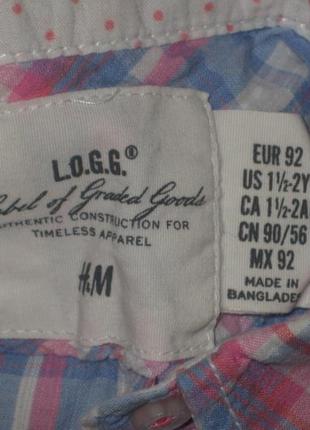 L.O.G.G.®
Label of Graded Goods
AUTHENTIC CONSTRUCTION FOR
TIMELESS APPAREL
H&M
EUR 92
US 1½-2Y
CA 1½-2A
CN 90/56
MX 92
MADE IN
BANGLADE